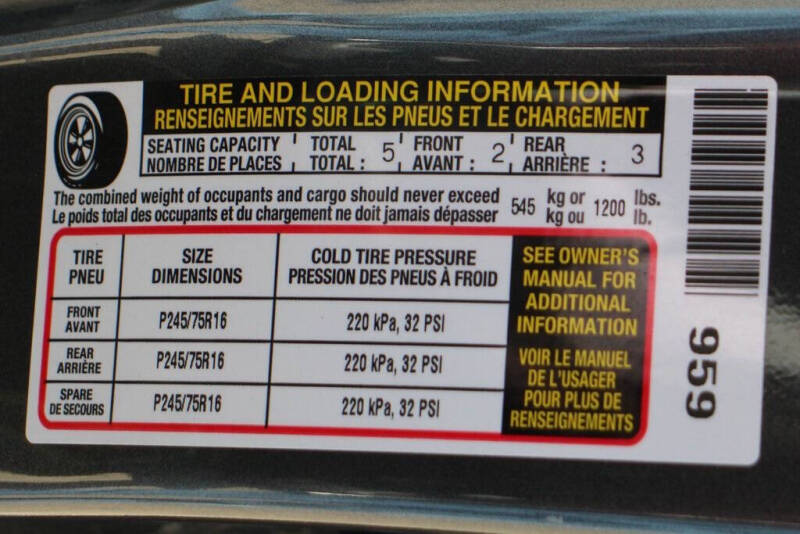 TIRE AND LOADING INFORMATION
RENSEIGNEMENTS SUR LES PNEUS ET LE CHARGEMENT
SEATING CAPACITY TOTAL FRONT REAR
NOMBRE DE PLACES TOTAL : 5 AVANT : 2 ARRIÈRE : 3
The combined weight of occupants and cargo should never exceed 545 kg or 1200 lbs.
Le poids total des occupants et du chargement ne doit jamais dépasser kg ou lb.
TIRE
PNEU
SIZE
DIMENSIONS
COLD TIRE PRESSURE
PRESSION DES PNEUS À FROID
FRONT
AVANT
P245/75R16
220 kPa, 32 PSI
REAR
ARRIÈRE
P245/75R16
220 kPa, 32 PSI
SPARE
DE SECOURS
P245/75R16
220 kPa, 32 PSI
SEE OWNER'S
MANUAL FOR
ADDITIONAL
INFORMATION
VOIR LE MANUEL
DE L'USAGER
POUR PLUS DE
RENSEIGNEMENTS
959